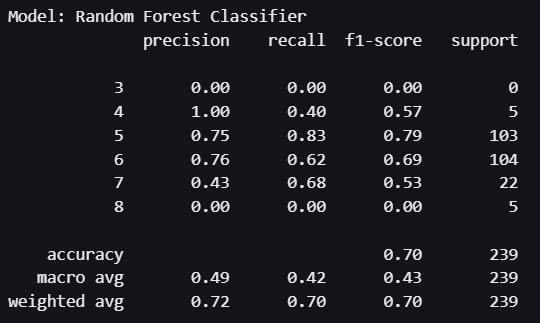 Model: Random Forest Classifier
precision recall f1-score support
3 0.00 0.00 0.00 0
4 1.00 0.40 0.57 5
5 0.75 0.83 0.79 103
6 0.76 0.62 0.69 104
7 0.43 0.68 0.53 22
8 0.00 0.00 0.00 5
accuracy 0.70 239
macro avg 0.49 0.42 0.43 239
weighted avg 0.72 0.70 0.70 239